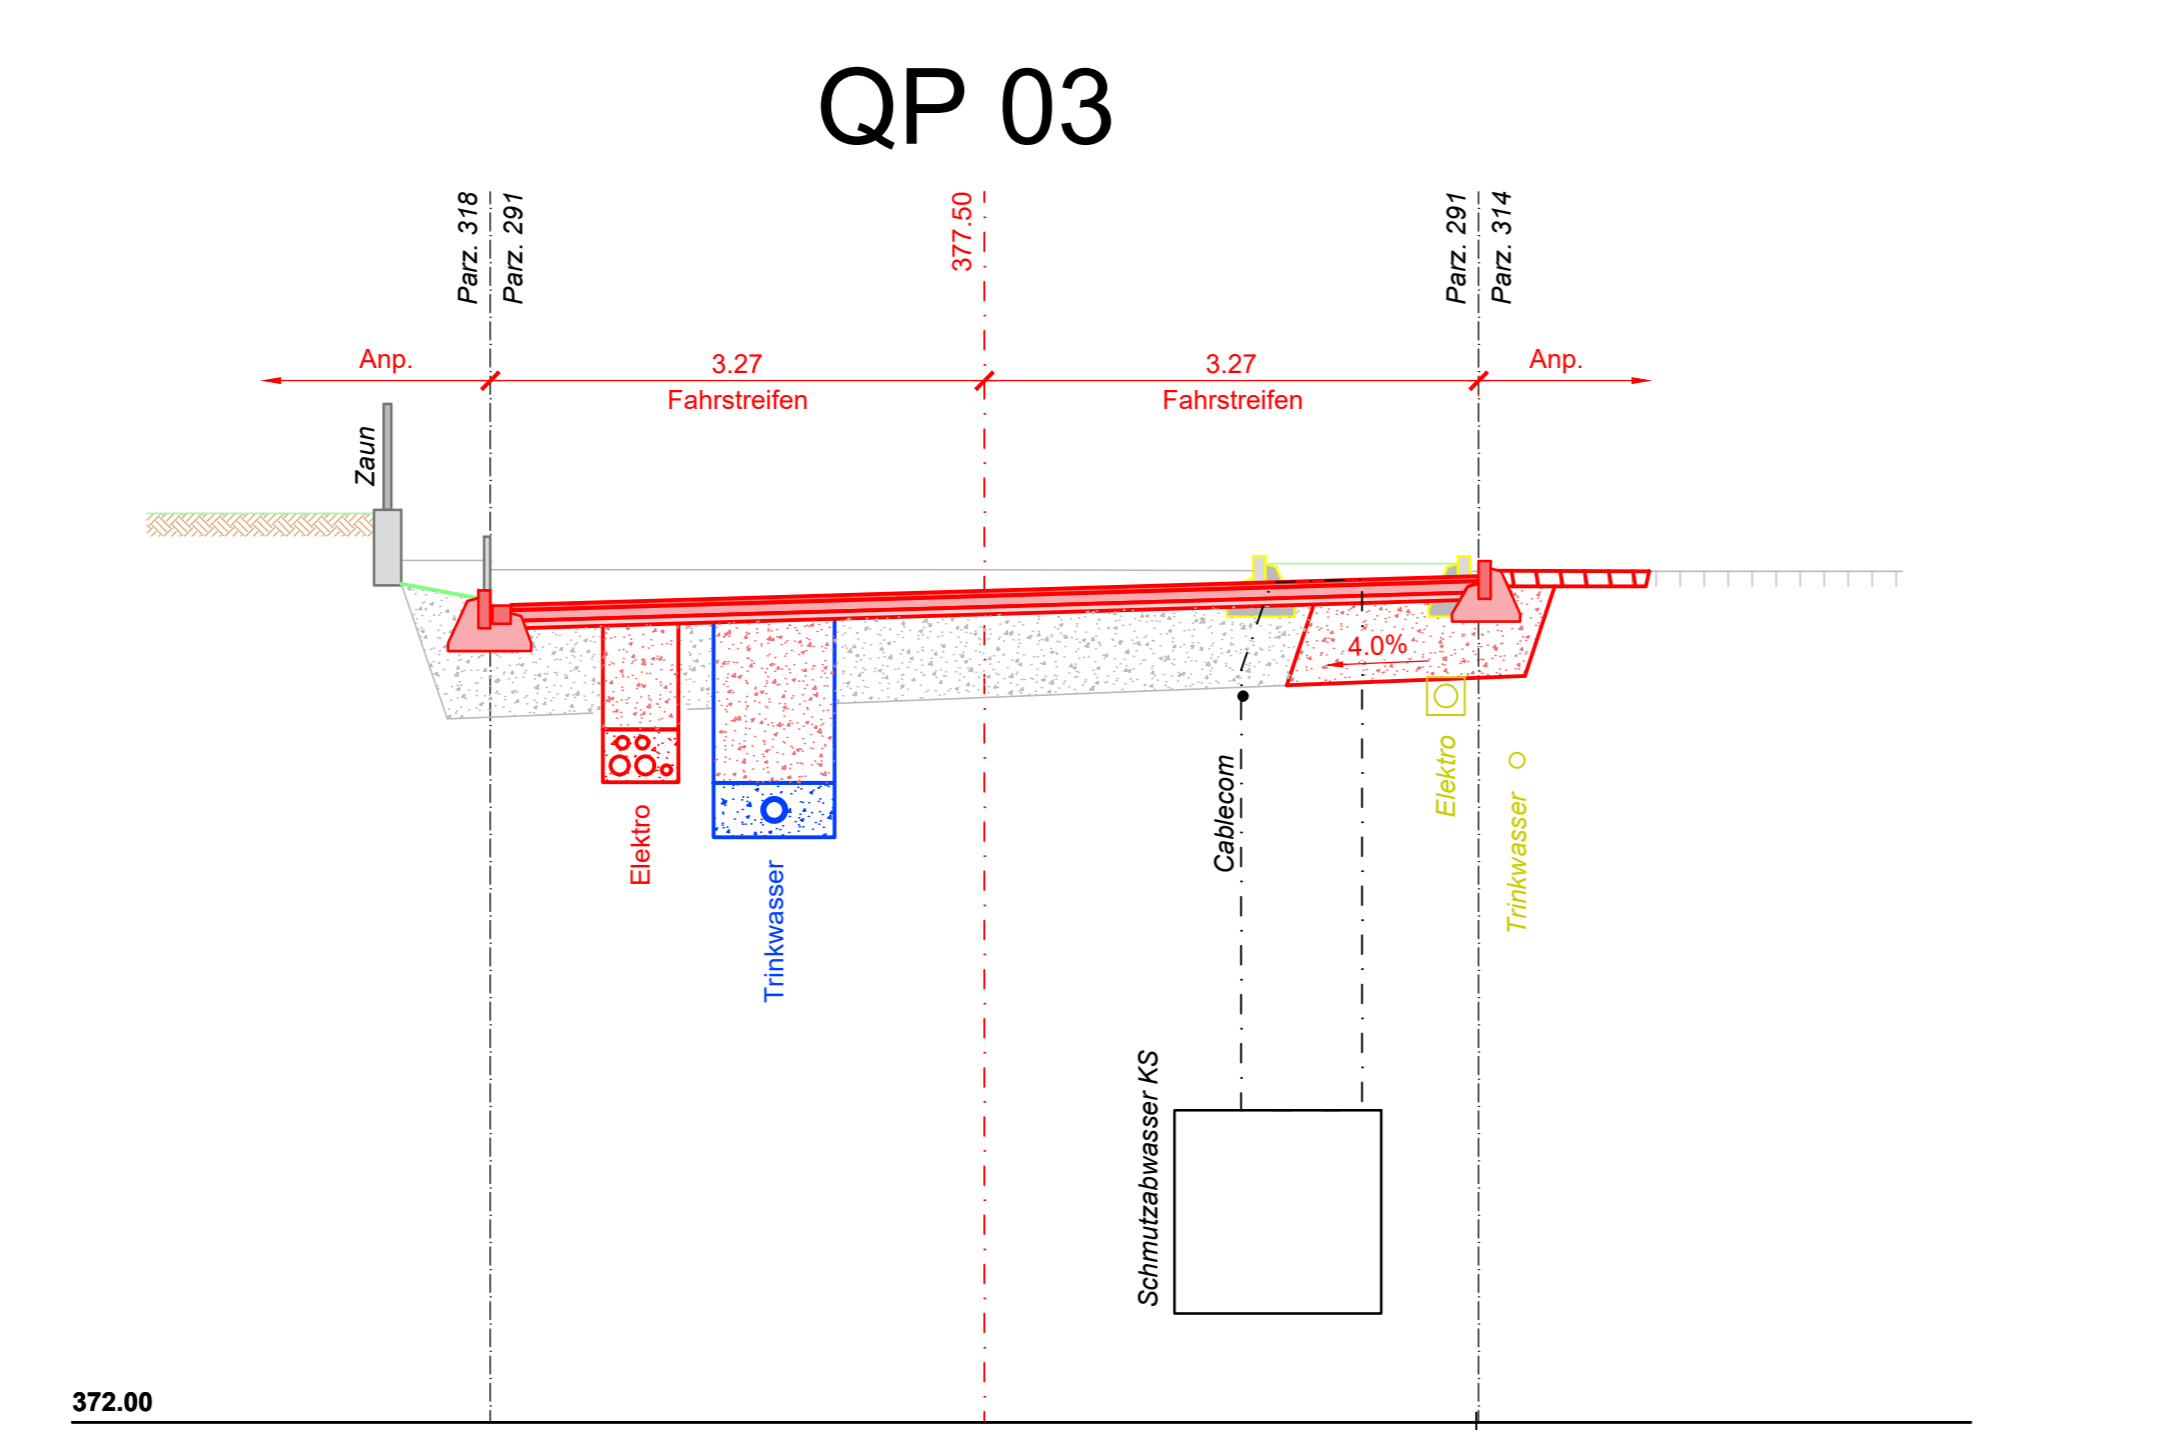 QP 03
Parz. 318
Parz. 291
377.50
Parz. 291
Parz. 314
Anp.
3.27
Fahrstreifen
3.27
Fahrstreifen
Anp.
Zaun
4.0%
Elektro
Trinkwasser
Cablecom
Elektro
Trinkwasser
Schmutzabwasser KS
372.00